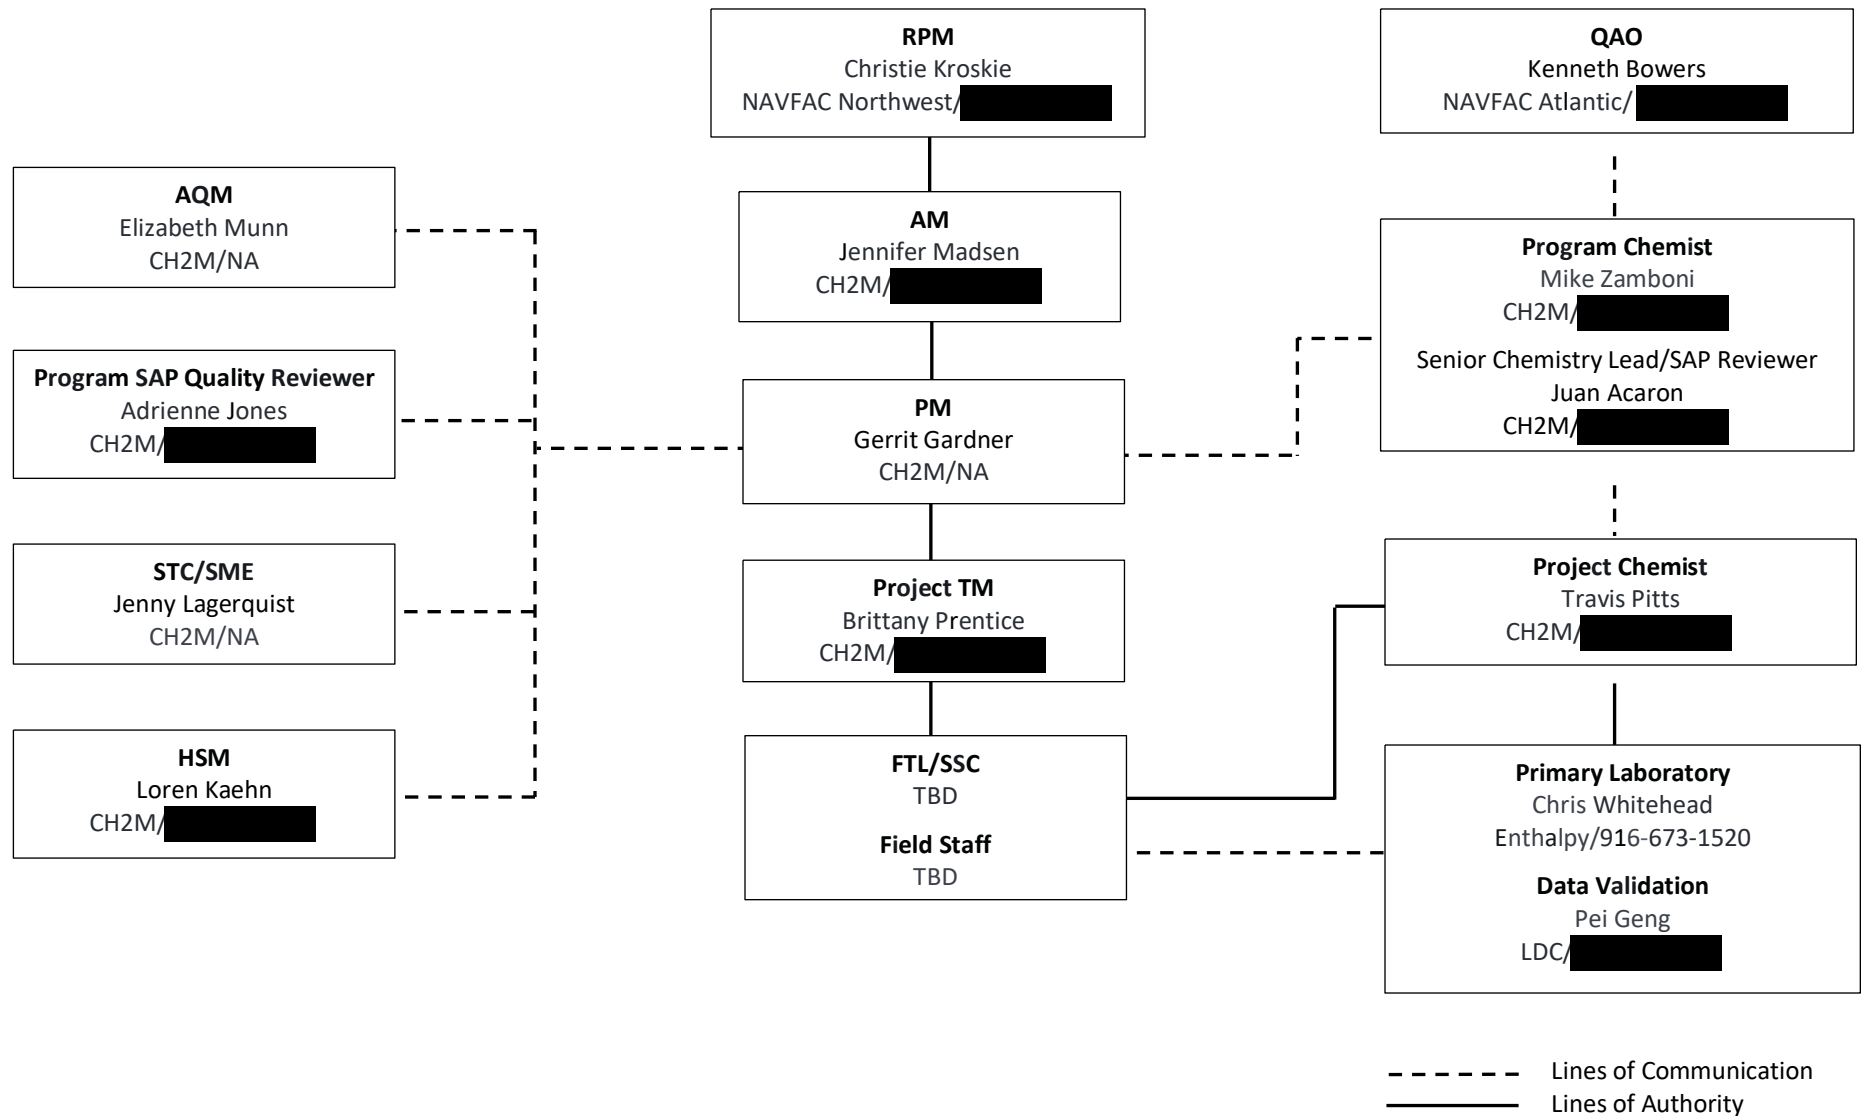 RPM
Christie Kroskie
NAVFAC Northwest/
QAO
Kenneth Bowers
NAVFAC Atlantic/
AQM
Elizabeth Munn
CH2M/NA
AM
Jennifer Madsen
CH2M/
Program Chemist
Mike Zamboni
CH2M/
Senior Chemistry Lead/SAP Reviewer
Juan Acaron
CH2M/
Program SAP Quality Reviewer
Adrienne Jones
CH2M/
PM
Gerrit Gardner
CH2M/NA
STC/SME
Jenny Lagerquist
CH2M/NA
Project TM
Brittany Prentice
CH2M/
Project Chemist
Travis Pitts
CH2M/
HSM
Loren Kaehn
CH2M/
FTL/SSC
TBD
Field Staff
TBD
Primary Laboratory
Chris Whitehead
Enthalpy/916-673-1520
Data Validation
Pei Geng
LDC/
Lines of Communication
Lines of Authority